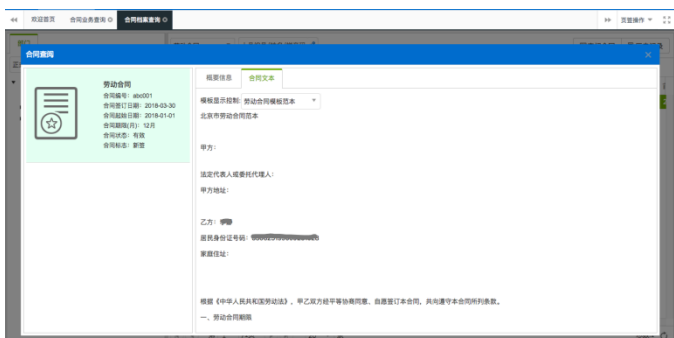 欢迎首页
合同业务查询
合同档案查询
页签操作
合同查阅
劳动合同
合同编号：abc001
合同签订日期：2018-03-30
合同起始日期：2018-01-01
合同期限(月)：12月
合同状态：有效
合同标志：新签
概要信息
合同文本
模板显示控制：劳动合同模板范本
北京市劳动合同范本
甲方：
法定代表人或委托代理人：
甲方地址：
乙方：
居民身份证号码：
家庭住址：
根据《中华人民共和国劳动法》，甲乙双方经平等协商同意、自愿签订本合同，共同遵守本合同所列条款。
一、劳动合同期限